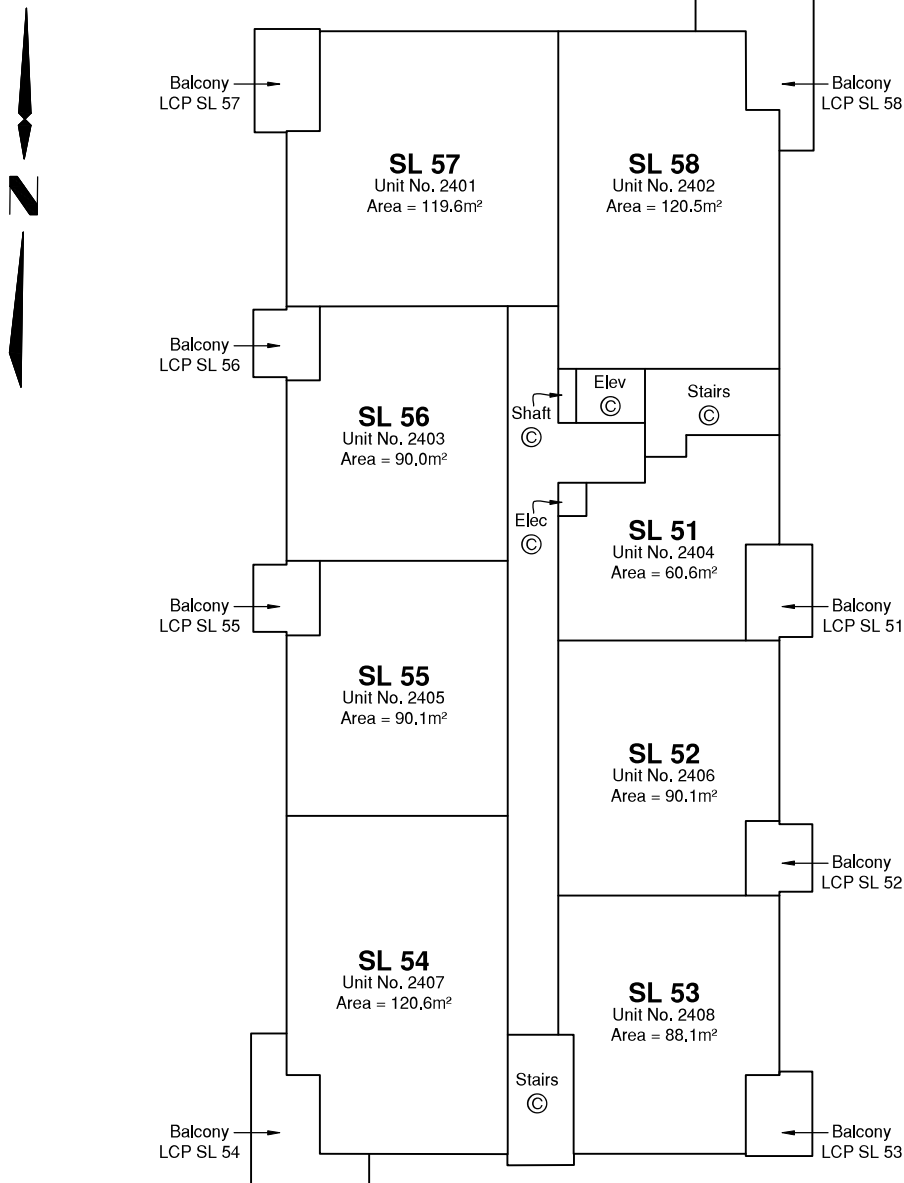 N
Balcony
LCP SL 57
Balcony
LCP SL 58
SL 57
Unit No. 2401
Area = 119.6m²
SL 58
Unit No. 2402
Area = 120.5m²
Balcony
LCP SL 56
SL 56
Unit No. 2403
Area = 90.0m²
Shaft
©
Elev
©
Stairs
©
Elec
©
SL 51
Unit No. 2404
Area = 60.6m²
Balcony
LCP SL 55
Balcony
LCP SL 51
SL 55
Unit No. 2405
Area = 90.1m²
SL 52
Unit No. 2406
Area = 90.1m²
Balcony
LCP SL 52
SL 54
Unit No. 2407
Area = 120.6m²
SL 53
Unit No. 2408
Area = 88.1m²
Stairs
©
Balcony
LCP SL 54
Balcony
LCP SL 53